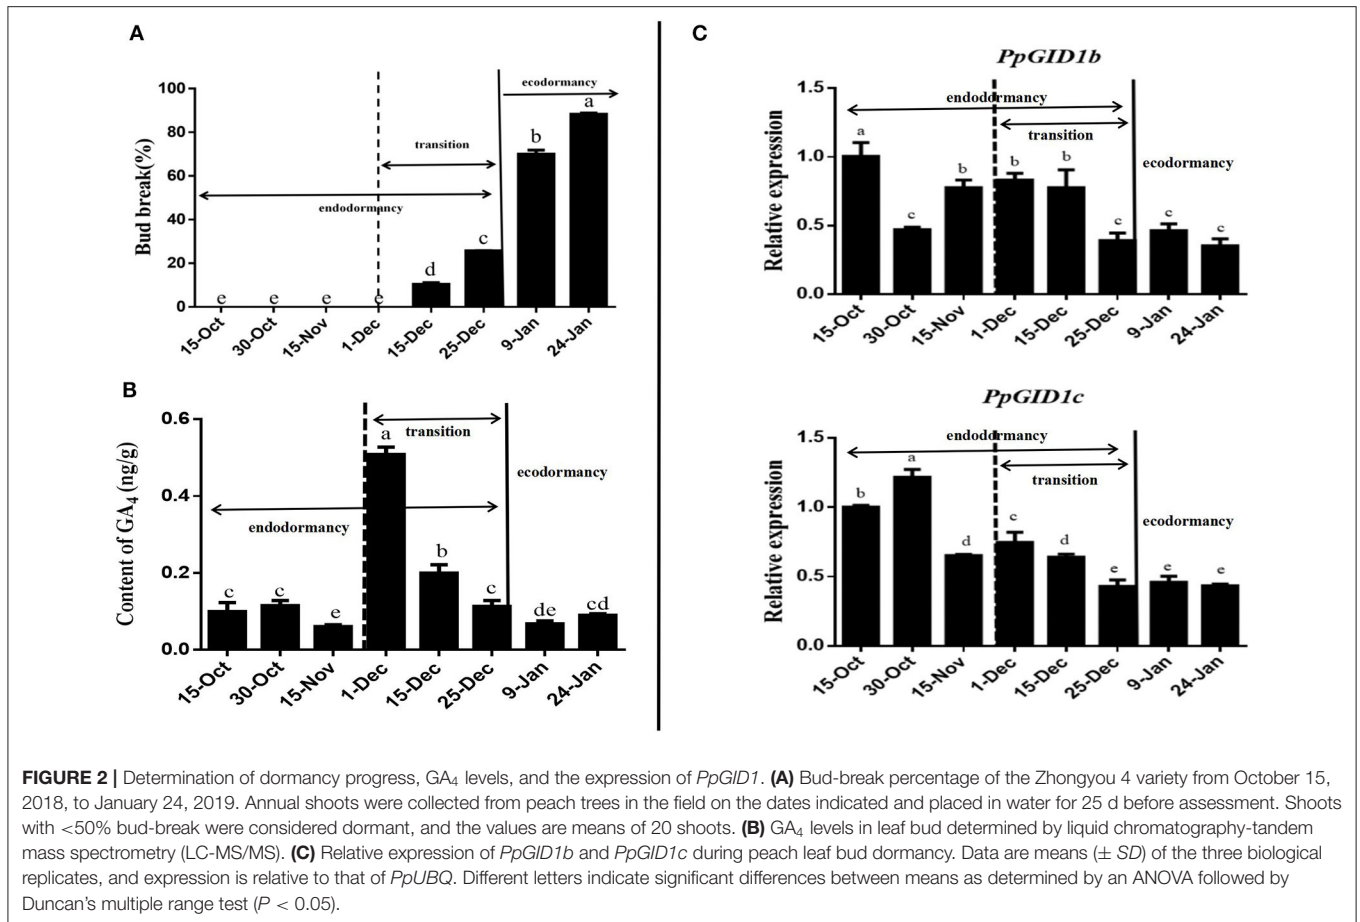 A
100
80
60
40
20
0
Bud break(%)
ecodormancy
transition
endodormancy
e e e e d c b a
15-Oct 30-Oct 15-Nov 1-Dec 15-Dec 25-Dec 9-Jan 24-Jan
B
0.6
0.4
0.2
0.0
Content of GA4 (ng/g)
transition
ecodormancy
endodormancy
c c e a b c de cd
15-Oct 30-Oct 15-Nov 1-Dec 15-Dec 25-Dec 9-Jan 24-Jan
C
PpGID1b
1.5
1.0
0.5
0.0
Relative expression
endodormancy
transition
ecodormancy
a c b b b c c c
15-Oct 30-Oct 15-Nov 1-Dec 15-Dec 25-Dec 9-Jan 24-Jan
PpGID1c
1.5
1.0
0.5
0.0
Relative expression
endodormancy
transition
ecodormancy
b a d c d e e e
15-Oct 30-Oct 15-Nov 1-Dec 15-Dec 25-Dec 9-Jan 24-Jan
FIGURE 2 | Determination of dormancy progress, GA4 levels, and the expression of PpGID1. (A) Bud-break percentage of the Zhongyou 4 variety from October 15,
2018, to January 24, 2019. Annual shoots were collected from peach trees in the field on the dates indicated and placed in water for 25 d before assessment. Shoots
with <50% bud-break were considered dormant, and the values are means of 20 shoots. (B) GA4 levels in leaf bud determined by liquid chromatography-tandem
mass spectrometry (LC-MS/MS). (C) Relative expression of PpGID1b and PpGID1c during peach leaf bud dormancy. Data are means (± SD) of the three biological
replicates, and expression is relative to that of PpUBQ. Different letters indicate significant differences between means as determined by an ANOVA followed by
Duncan's multiple range test (P < 0.05).